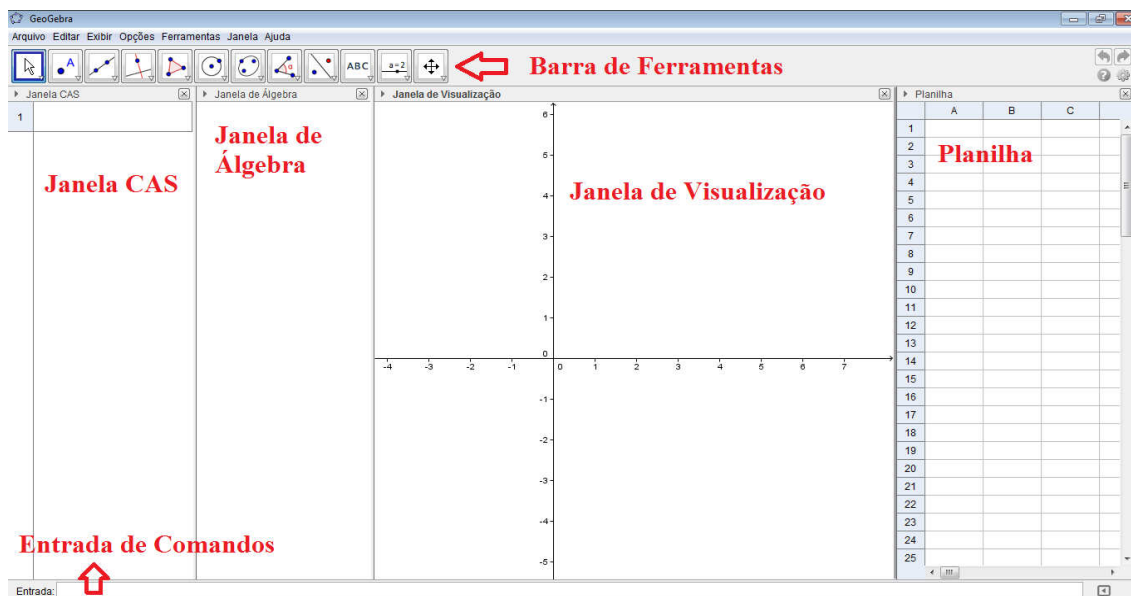 GeoGebra
Arquivo Editar Exibir Opções Ferramentas Janela Ajuda
A
α
ABC
a=2
Barra de Ferramentas
Janela CAS
Janela de Álgebra
Janela de Visualização
Planilha
1
Janela CAS
Janela de
Álgebra
Janela de Visualização
6
5
4
3
2
1
0
-4 -3 -2 -1 0 1 2 3 4 5 6 7
-1
-2
-3
-4
-5
A B C
1
2
3
4
5
6
7
8
9
10
11
12
13
14
15
16
17
18
19
20
21
22
23
24
25
Planilha
Entrada de Comandos
Entrada: